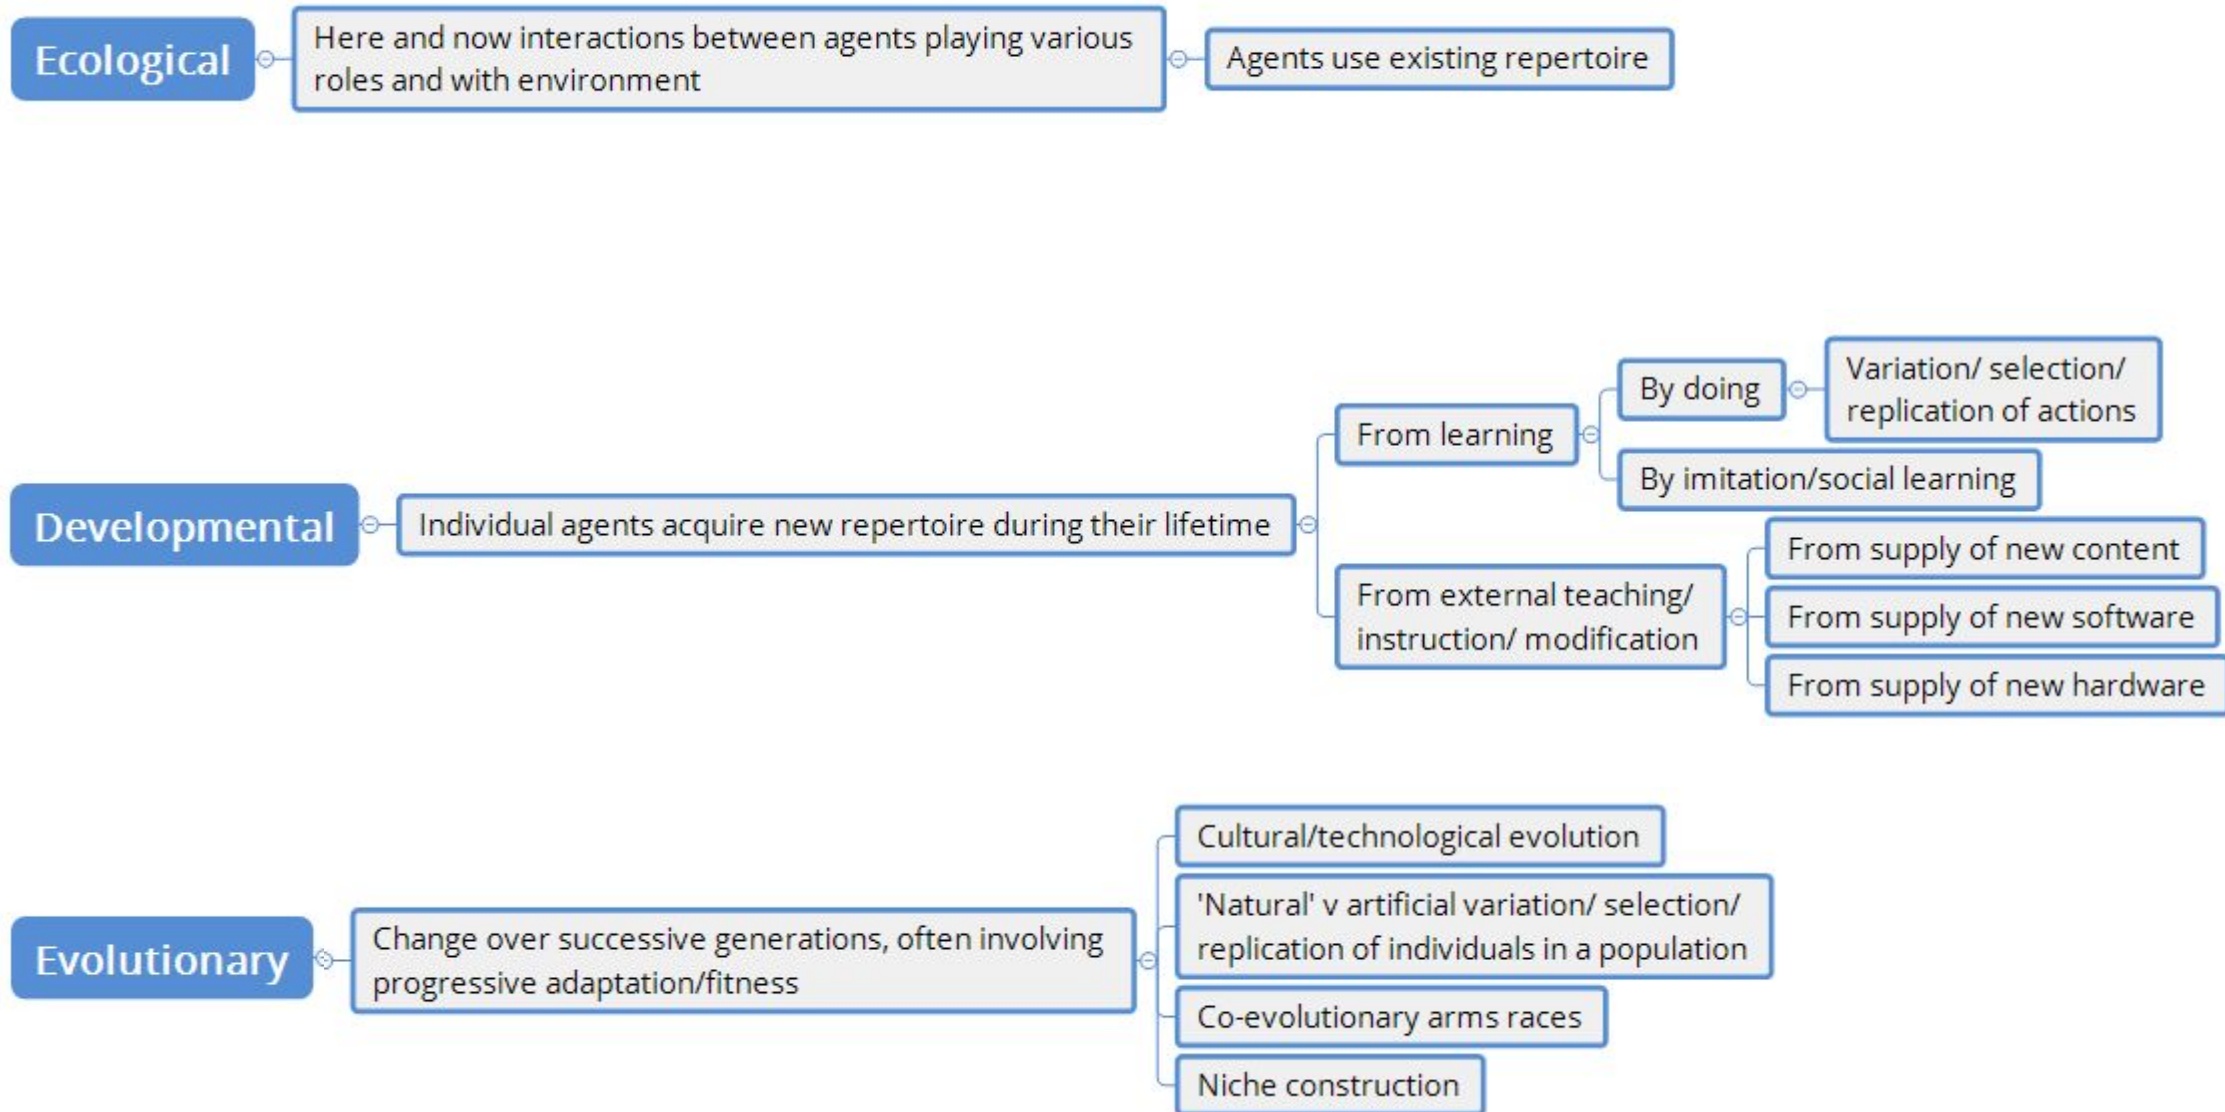 Ecological
Here and now interactions between agents playing various
roles and with environment
Agents use existing repertoire
Developmental
Individual agents acquire new repertoire during their lifetime
From learning
By doing
Variation/ selection/
replication of actions
By imitation/social learning
From external teaching/
instruction/ modification
From supply of new content
From supply of new software
From supply of new hardware
Evolutionary
Change over successive generations, often involving
progressive adaptation/fitness
Cultural/technological evolution
'Natural' v artificial variation/ selection/
replication of individuals in a population
Co-evolutionary arms races
Niche construction